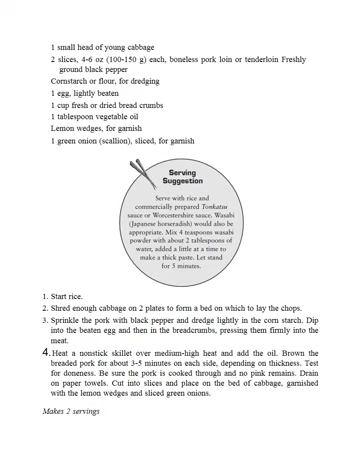 1 small head of young cabbage
2 slices, 4-6 oz (100-150 g) each, boneless pork loin or tenderloin Freshly
ground black pepper
Cornstarch or flour, for dredging
1 egg, lightly beaten
1 cup fresh or dried bread crumbs
1 tablespoon vegetable oil
Lemon wedges, for garnish
1 green onion (scallion), sliced, for garnish
Serving
Suggestion
Serve with rice and
commercially prepared Tonkatsu
sauce or Worcestershire sauce. Wasabi
(Japanese horseradish) would also be
appropriate. Mix 4 teaspoons wasabi
powder with about 2 tablespoons of
water, added a little at a time to
make a thick paste. Let stand
for 5 minutes.
1. Start rice.
2. Shred enough cabbage on 2 plates to form a bed on which to lay the chops.
3. Sprinkle the pork with black pepper and dredge lightly in the corn starch. Dip
into the beaten egg and then in the breadcrumbs, pressing them firmly into the
meat.
4. Heat a nonstick skillet over medium-high heat and add the oil. Brown the
breaded pork for about 3-5 minutes on each side, depending on thickness. Test
for doneness. Be sure the pork is cooked through and no pink remains. Drain
on paper towels. Cut into slices and place on the bed of cabbage, garnished
with the lemon wedges and sliced green onions.
Makes 2 servings